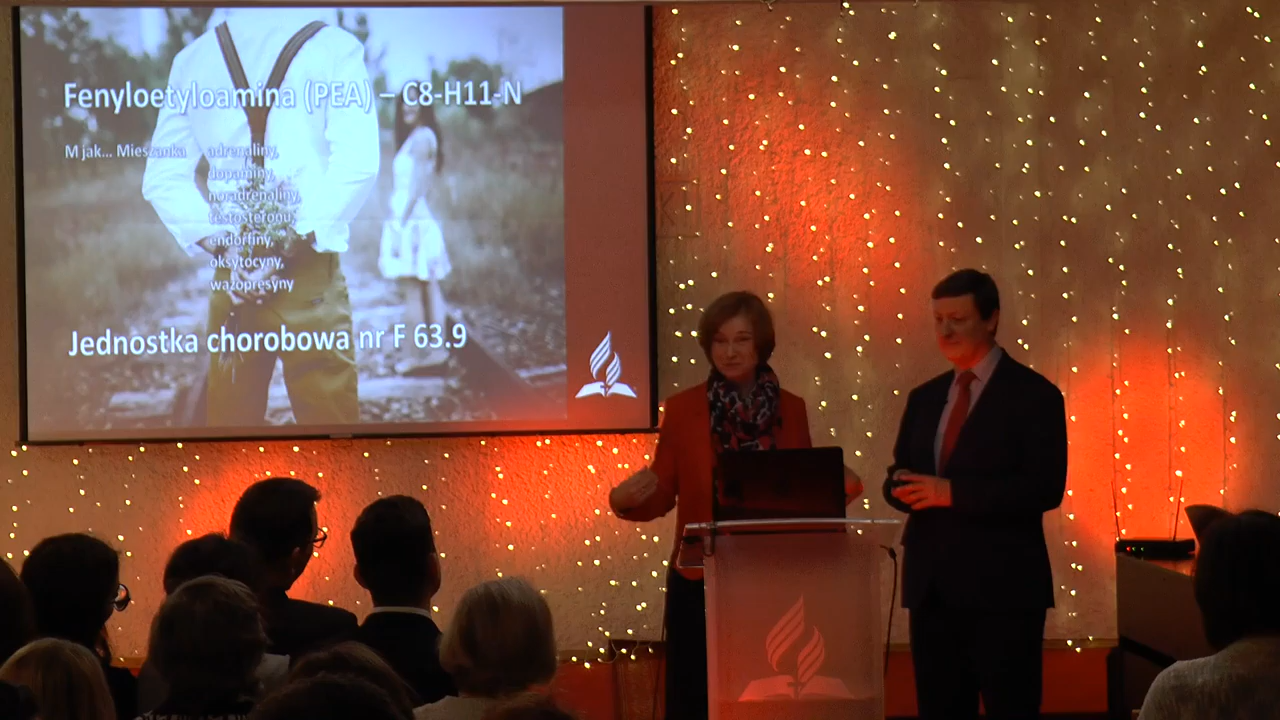 Fenyloetyloamina (PEA) – C8-H11-N
M jak... Mieszanka adrenaliny,
dopaminy,
noradrenaliny,
testosteronu,
endorfiny,
oksytocyny,
wazopresyny
Jednostka chorobowa nr F 63.9